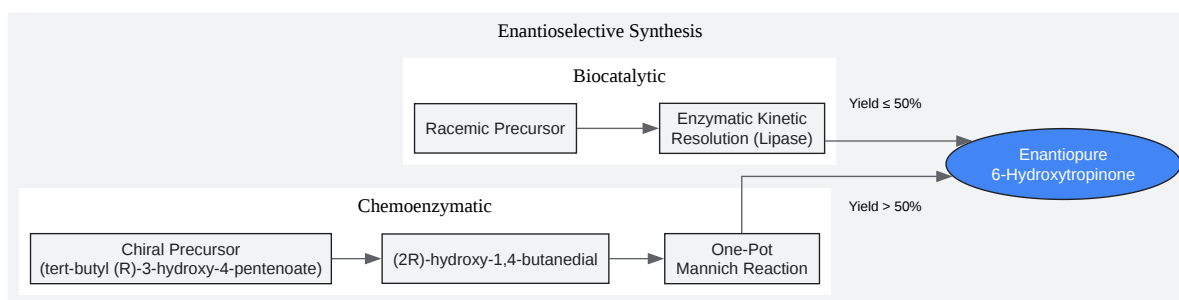 Enantioselective Synthesis
Biocatalytic
Racemic Precursor
Enzymatic Kinetic
Resolution (Lipase)
Yield ≤ 50%
Enantiopure
6-Hydroxytropinone
Chemoenzymatic
Yield > 50%
Chiral Precursor
(tert-butyl (R)-3-hydroxy-4-pentenoate)
(2R)-hydroxy-1,4-butanedial
One-Pot
Mannich Reaction